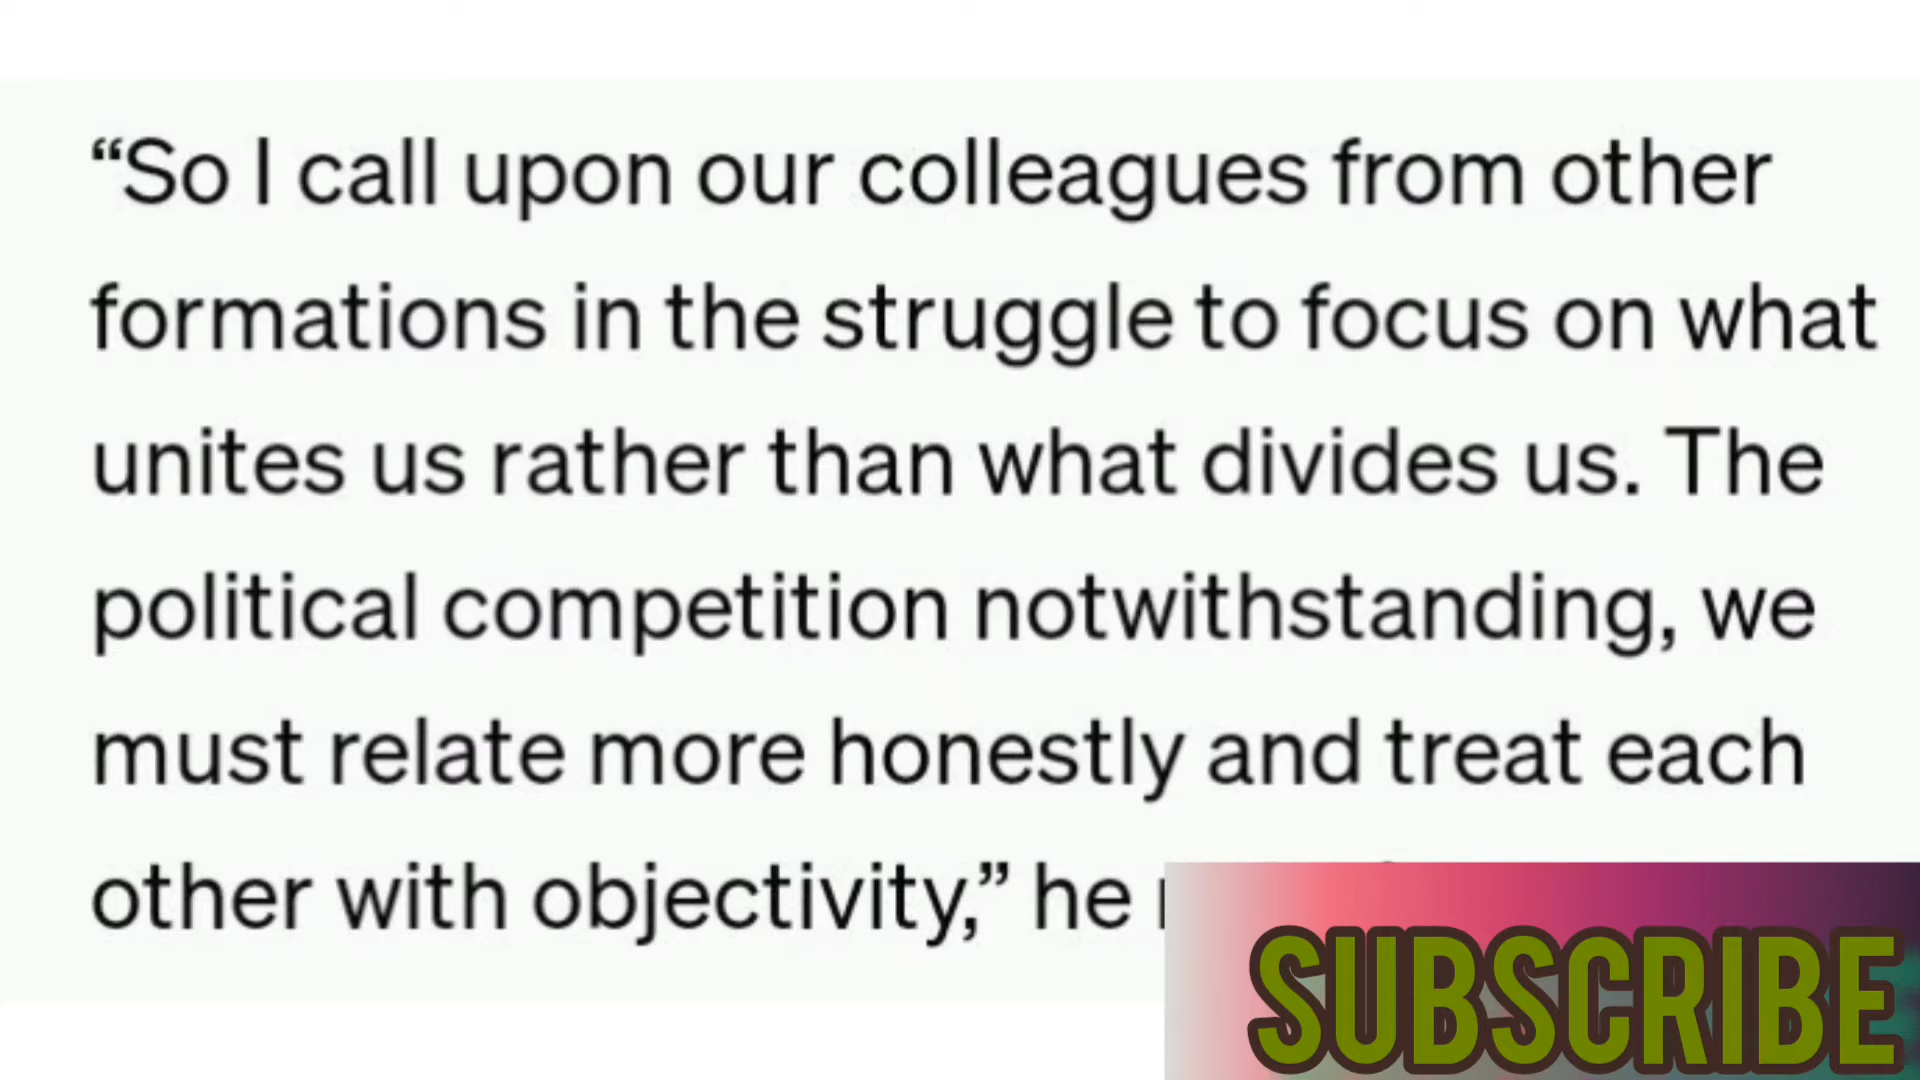 “So I call upon our colleagues from other
formations in the struggle to focus on what
unites us rather than what divides us. The
political competition notwithstanding, we
must relate more honestly and treat each
other with objectivity,” he
SUBSCRIBE